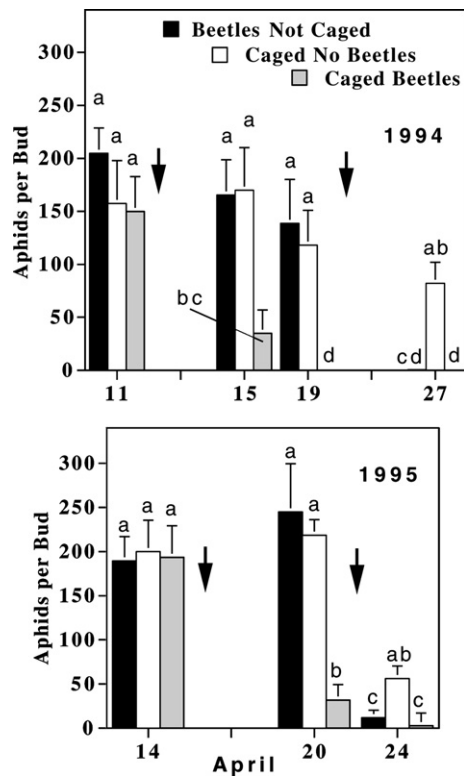 Beetles Not Caged
Caged No Beetles
Caged Beetles
1994
Aphids per Bud
300
250
200
150
100
50
0
a
a
a
a
a
bc
a
a
d
cd
ab
d
11
15
19
27
1995
Aphids per Bud
300
250
200
150
100
50
0
a
a
a
a
a
b
c
ab
c
14
20
24
April